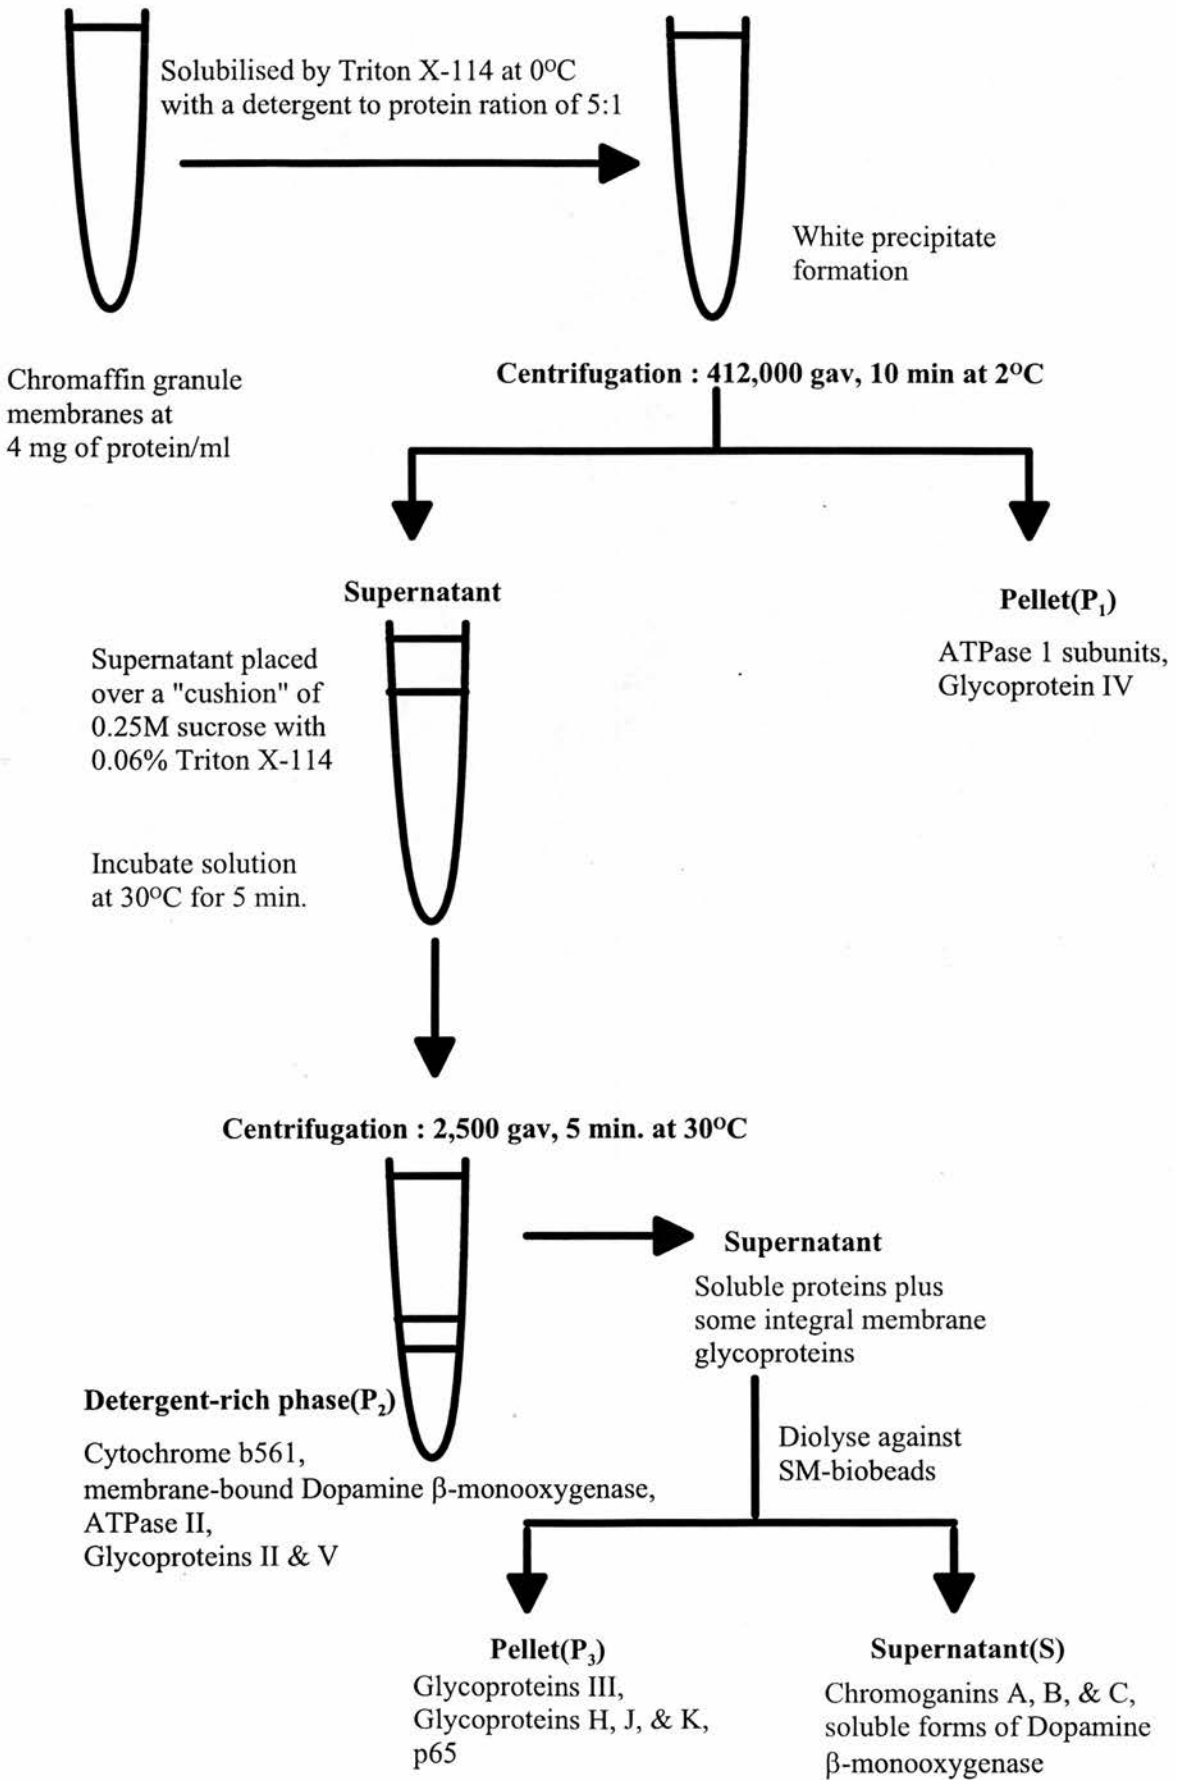 Solubilised by Triton X-114 at 0ºC
with a detergent to protein ration of 5:1
White precipitate
formation
Chromaffin granule
membranes at
4 mg of protein/ml
Centrifugation : 412,000 gav, 10 min at 2ºC
Supernatant
Pellet(P₁)
Supernatant placed
over a "cushion" of
0.25M sucrose with
0.06% Triton X-114
ATPase 1 subunits,
Glycoprotein IV
Incubate solution
at 30ºC for 5 min.
Centrifugation : 2,500 gav, 5 min. at 30ºC
Supernatant
Soluble proteins plus
some integral membrane
glycoproteins
Detergent-rich phase(P₂)
Cytochrome b561,
membrane-bound Dopamine β-monooxygenase,
ATPase II,
Glycoproteins II & V
Diolyse against
SM-biobeads
Pellet(P₃)
Glycoproteins III,
Glycoproteins H, J, & K,
p65
Supernatant(S)
Chromoganins A, B, & C,
soluble forms of Dopamine
β-monooxygenase